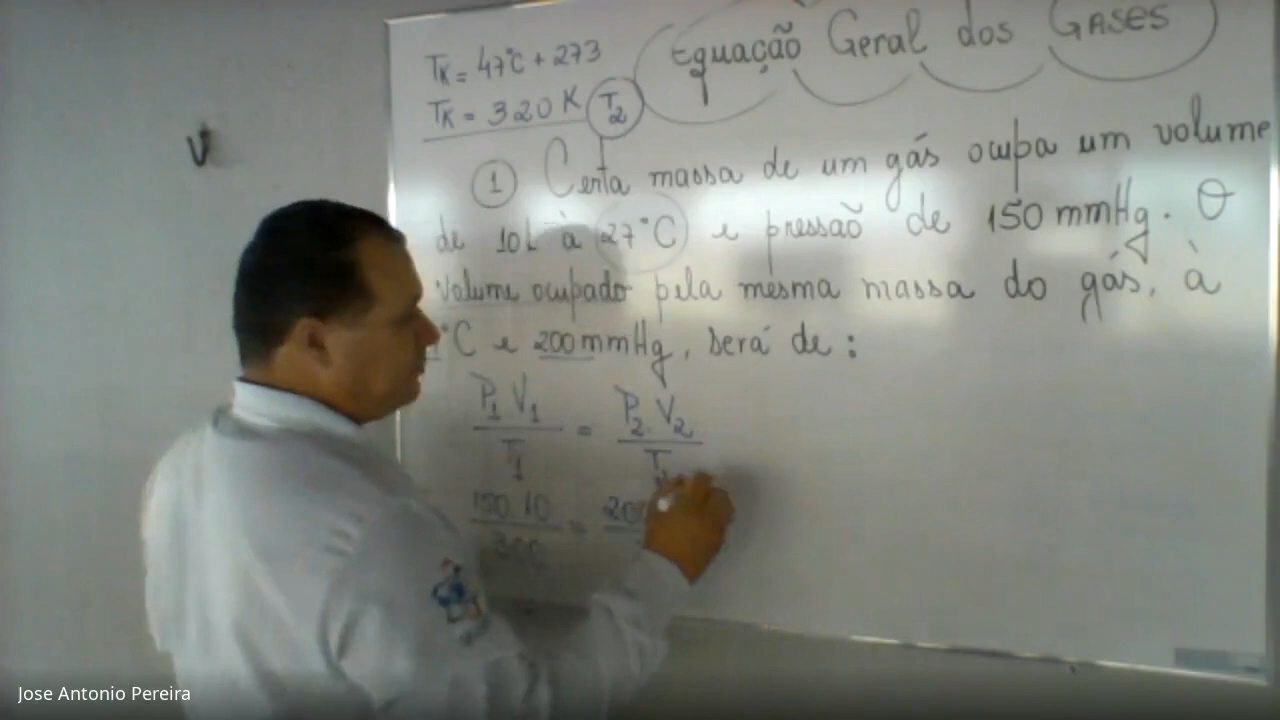 V
TK = 47°C + 273
TK = 320 K T2
Equação Geral dos GASES
1 Certa massa de um gás ocupa um volume
de 10L à 27°C e pressão de 150 mmHg. O
volume ocupado pela mesma massa do gás, à
°C e 200 mmHg, será de:
P1 V1 / T1 = P2. V2 / T
150 10 / 300 = 20
Jose Antonio Pereira